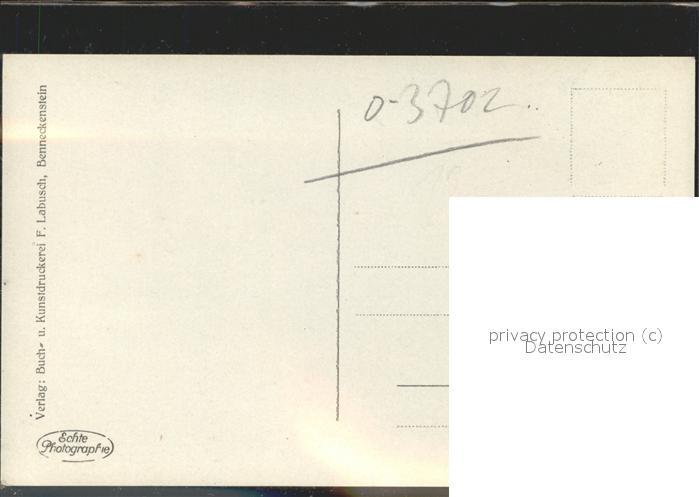 0-3702..
Verlag: Buch- u. Kunstdruckerei F. Labusch, Benneckenstein
Echte
Photographie
privacy protection (c)
Datenschutz